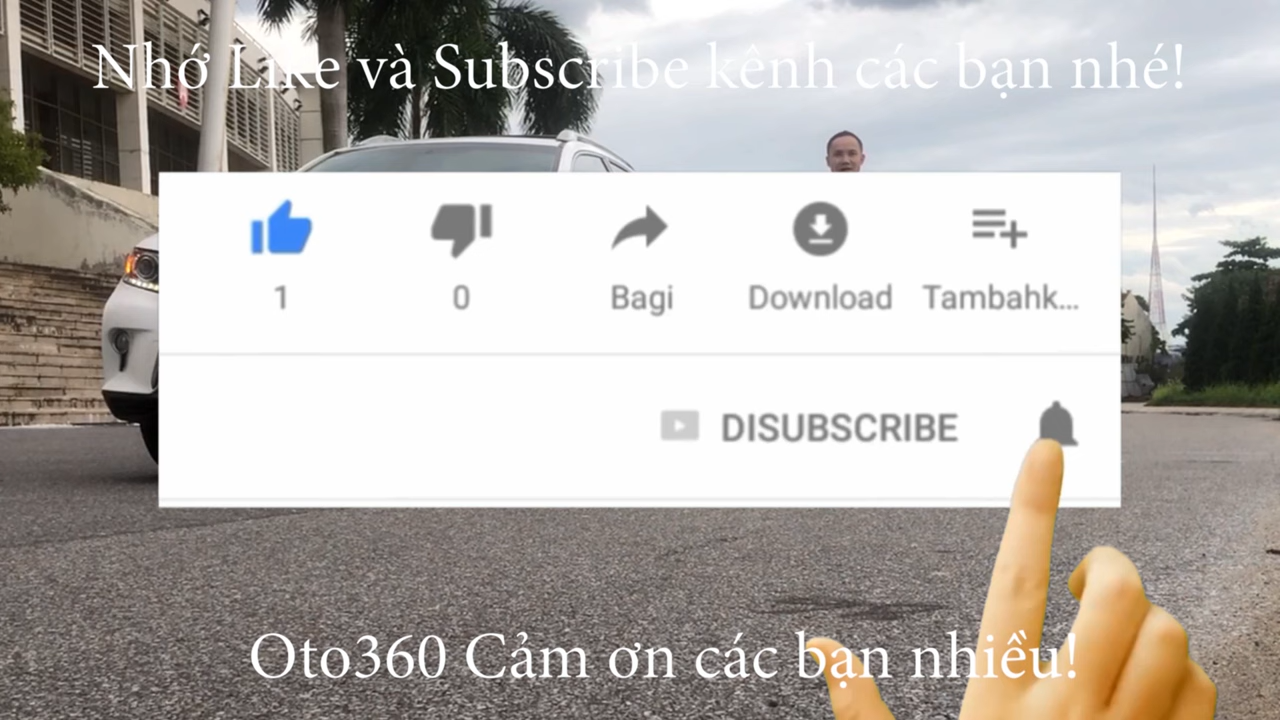 Nhớ Like và Subscribe kênh các bạn nhé!
1
0
Bagi
Download
Tambahk...
DISUBSCRIBE
Oto360 Cảm ơn các bạn nhiều!